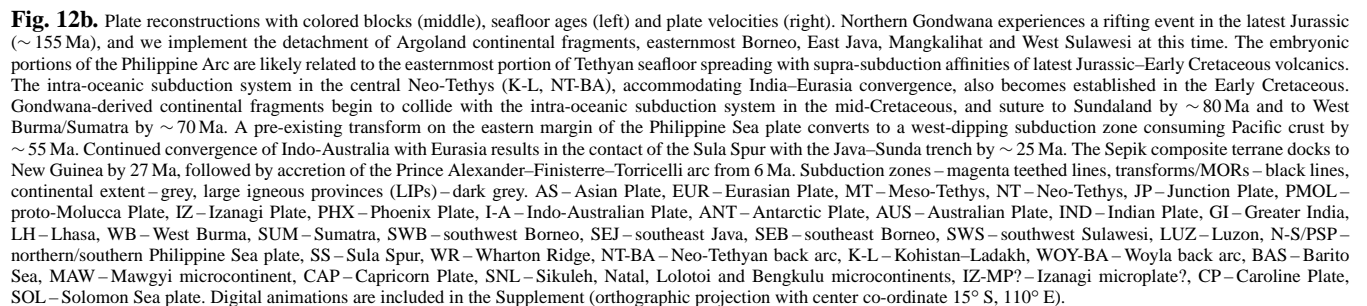 Fig. 12b. Plate reconstructions with colored blocks (middle), seafloor ages (left) and plate velocities (right). Northern Gondwana experiences a rifting event in the latest Jurassic
(∼ 155 Ma), and we implement the detachment of Argoland continental fragments, easternmost Borneo, East Java, Mangkalihat and West Sulawesi at this time. The embryonic
portions of the Philippine Arc are likely related to the easternmost portion of Tethyan seafloor spreading with supra-subduction affinities of latest Jurassic–Early Cretaceous volcanics.
The intra-oceanic subduction system in the central Neo-Tethys (K-L, NT-BA), accommodating India–Eurasia convergence, also becomes established in the Early Cretaceous.
Gondwana-derived continental fragments begin to collide with the intra-oceanic subduction system in the mid-Cretaceous, and suture to Sundaland by ∼ 80 Ma and to West
Burma/Sumatra by ∼ 70 Ma. A pre-existing transform on the eastern margin of the Philippine Sea plate converts to a west-dipping subduction zone consuming Pacific crust by
∼ 55 Ma. Continued convergence of Indo-Australia with Eurasia results in the contact of the Sula Spur with the Java–Sunda trench by ∼ 25 Ma. The Sepik composite terrane docks to
New Guinea by 27 Ma, followed by accretion of the Prince Alexander–Finisterre–Torricelli arc from 6 Ma. Subduction zones – magenta teethed lines, transforms/MORs – black lines,
continental extent – grey, large igneous provinces (LIPs) – dark grey. AS – Asian Plate, EUR – Eurasian Plate, MT – Meso-Tethys, NT – Neo-Tethys, JP – Junction Plate, PMOL –
proto-Molucca Plate, IZ – Izanagi Plate, PHX – Phoenix Plate, I-A – Indo-Australian Plate, ANT – Antarctic Plate, AUS – Australian Plate, IND – Indian Plate, GI – Greater India,
LH – Lhasa, WB – West Burma, SUM – Sumatra, SWB – southwest Borneo, SEJ – southeast Java, SEB – southeast Borneo, SWS – southwest Sulawesi, LUZ – Luzon, N-S/PSP –
northern/southern Philippine Sea plate, SS – Sula Spur, WR – Wharton Ridge, NT-BA – Neo-Tethyan back arc, K-L – Kohistan–Ladakh, WOY-BA – Woyla back arc, BAS – Barito
Sea, MAW – Mawgyi microcontinent, CAP – Capricorn Plate, SNL – Sikuleh, Natal, Lolotoi and Bengkulu microcontinents, IZ-MP? – Izanagi microplate?, CP – Caroline Plate,
SOL – Solomon Sea plate. Digital animations are included in the Supplement (orthographic projection with center co-ordinate 15° S, 110° E).